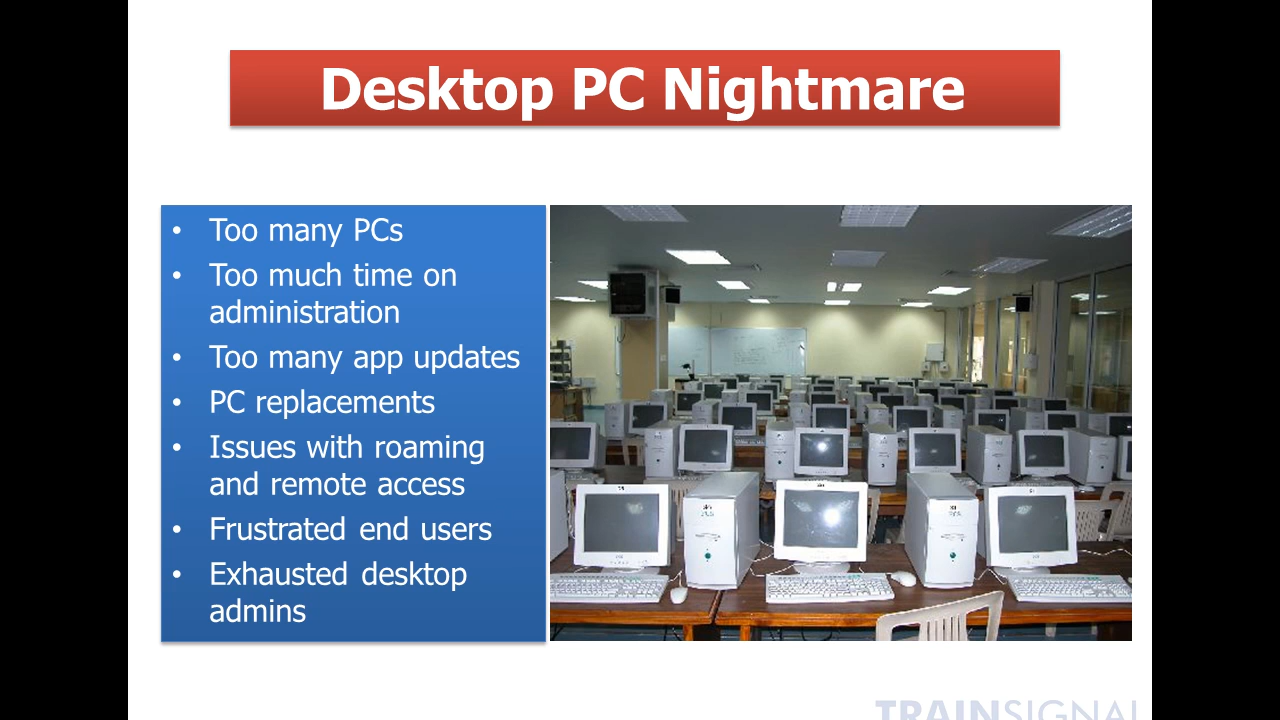 Desktop PC Nightmare
• Too many PCs
• Too much time on
administration
• Too many app updates
• PC replacements
• Issues with roaming
and remote access
• Frustrated end users
• Exhausted desktop
admins
TRAINSIGNAL